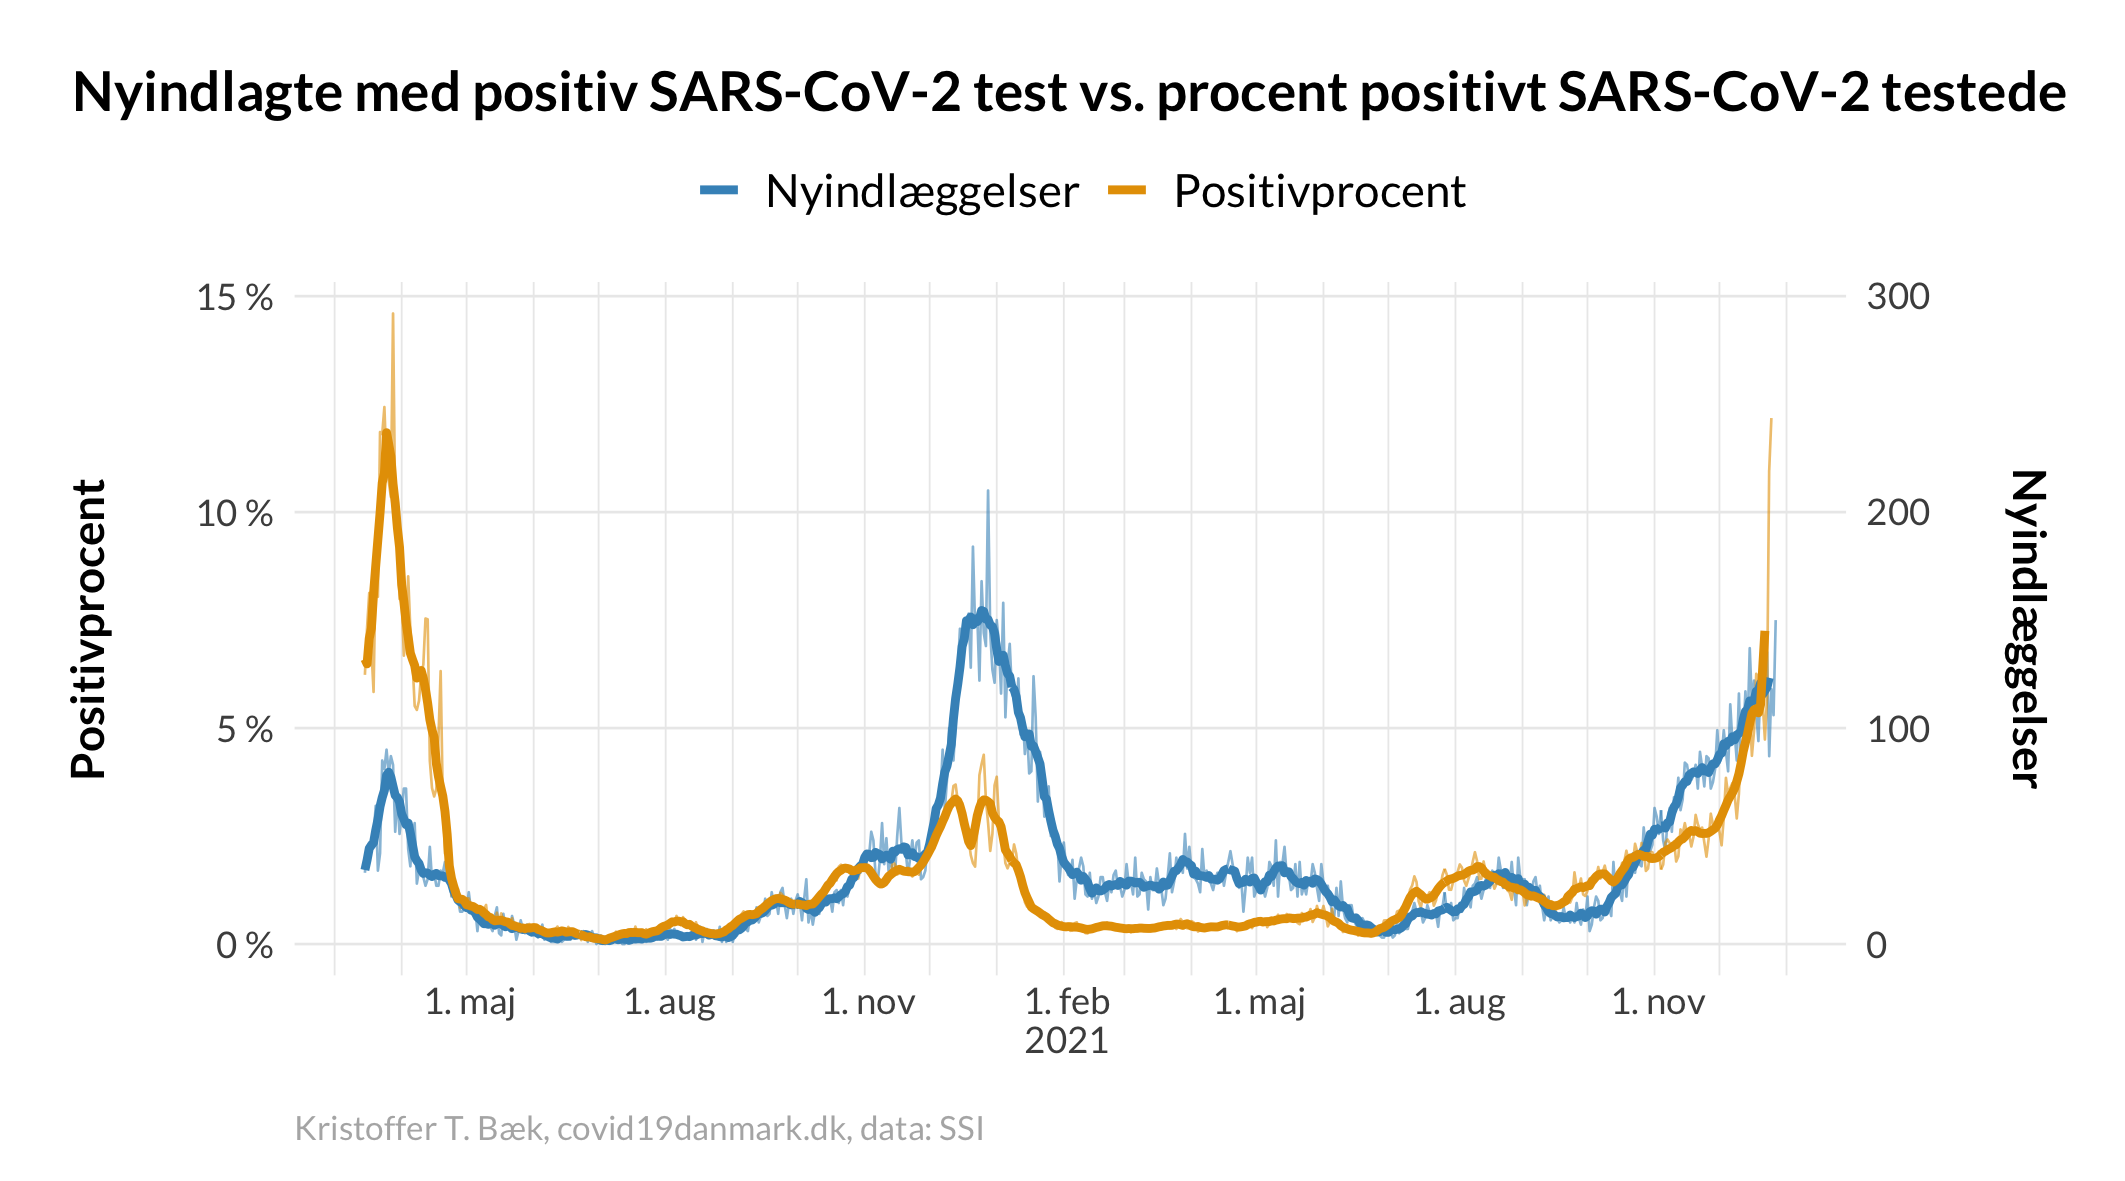 Nyindlagte med positiv SARS-CoV-2 test vs. procent positivt SARS-CoV-2 testede
Nyindlæggelser Positivprocent
15 % 300
10 % 200
5 % 100
0 % 0
Positivprocent
Nyindlæggelser
1. maj 1. aug 1. nov 1. feb 1. maj 1. aug 1. nov
2021
Kristoffer T. Bæk, covid19danmark.dk, data: SSI